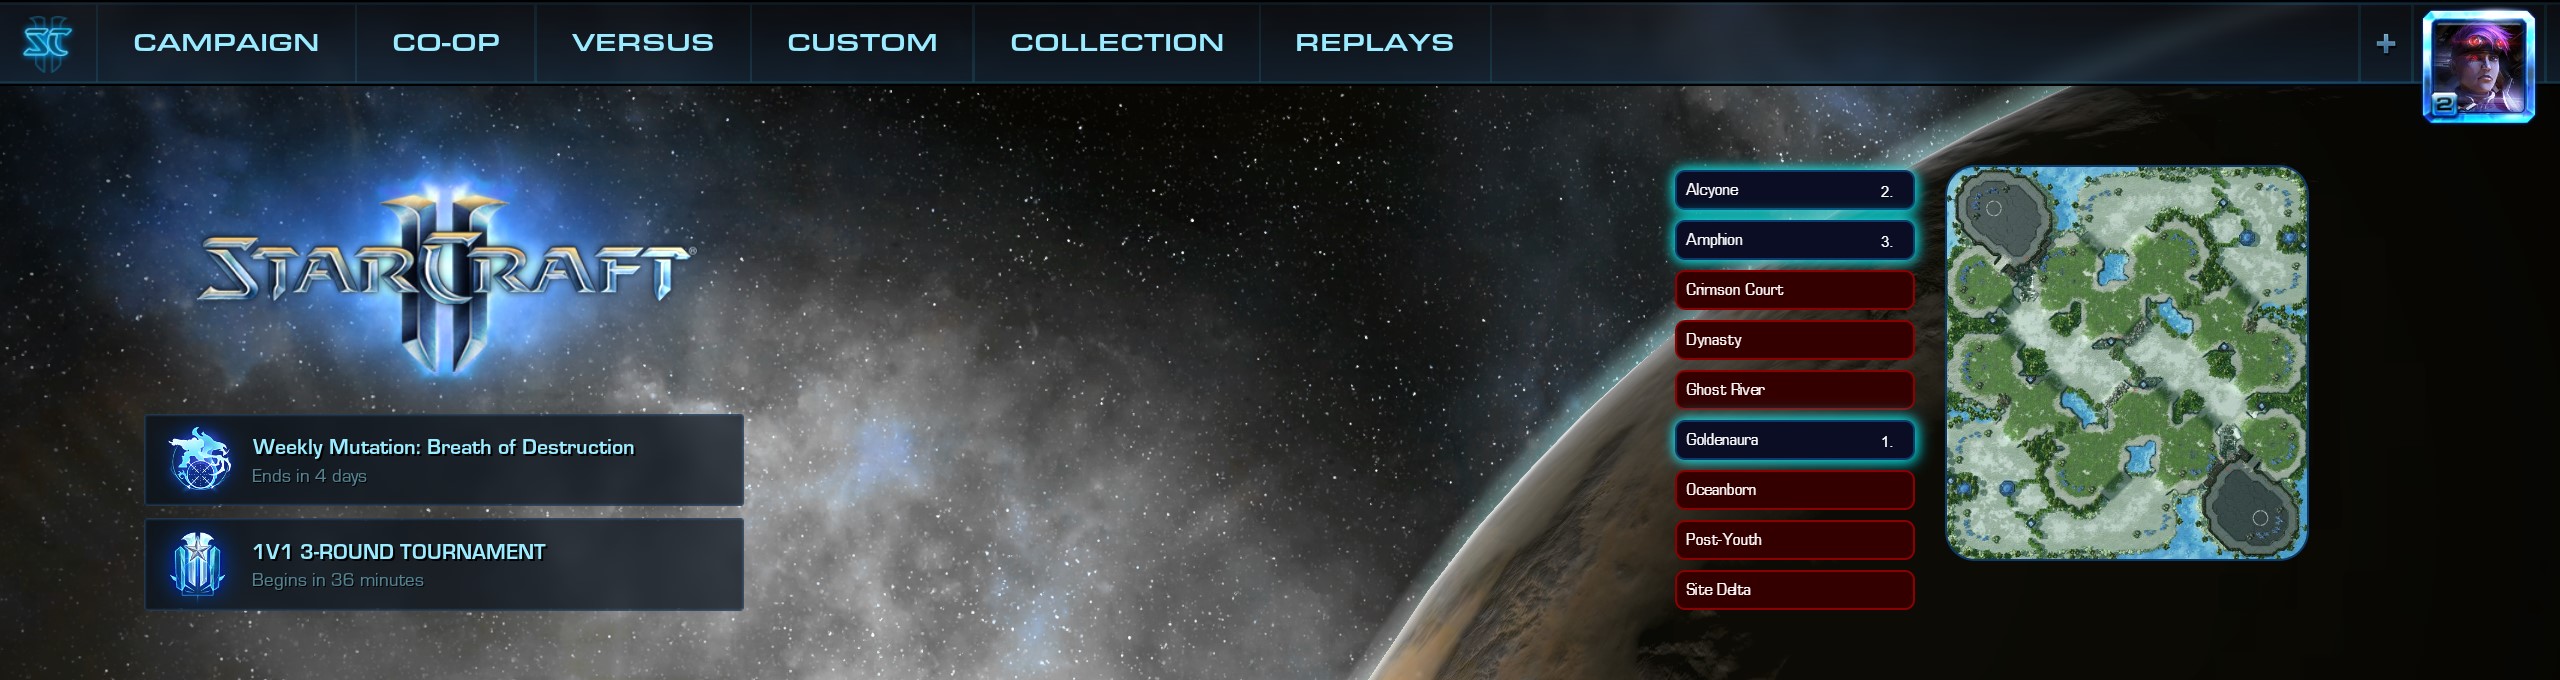 SC
CAMPAIGN
CO-OP
VERSUS
CUSTOM
COLLECTION
REPLAYS
+
2
STARCRAFT®
II
Weekly Mutation: Breath of Destruction
Ends in 4 days
1V1 3-ROUND TOURNAMENT
Begins in 36 minutes
Alcyone 2.
Amphion 3.
Crimson Court
Dynasty
Ghost River
Goldenaura 1.
Oceanborn
Post-Youth
Site Delta